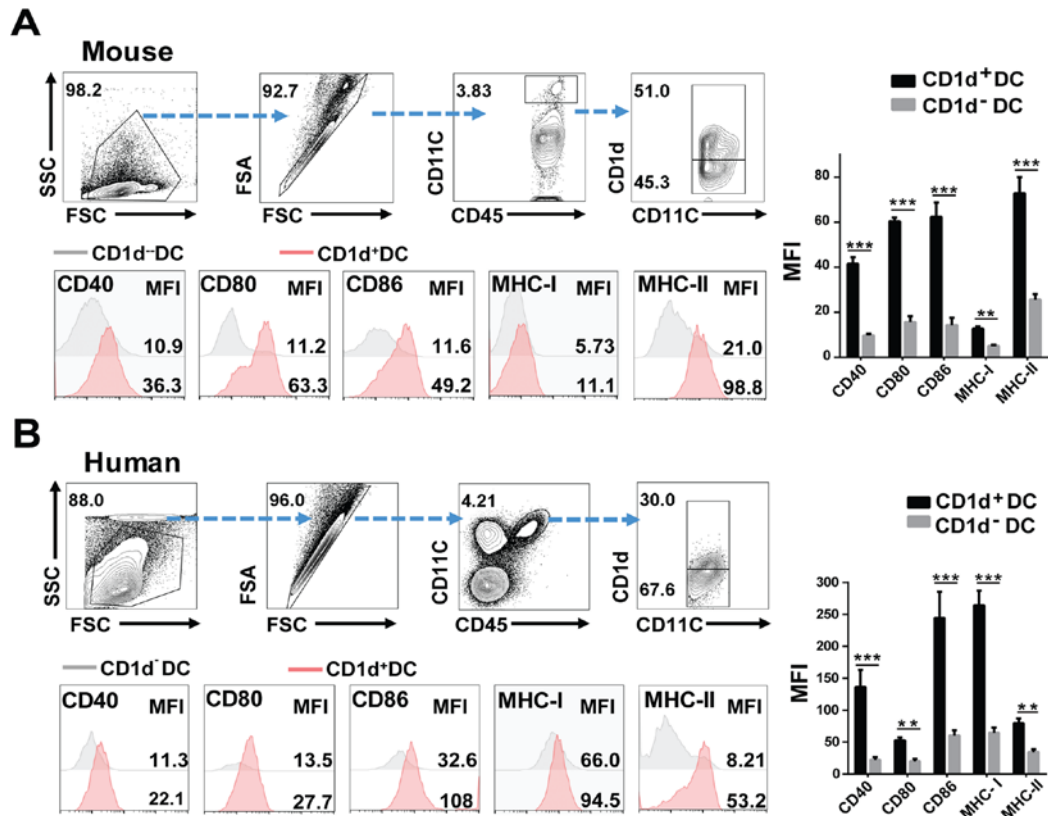 A
Mouse
98.2
SSC
FSC
92.7
FSA
FSC
3.83
CD11C
CD45
51.0
45.3
CD1d
CD11C
CD1d⁺DC
CD1d⁻DC
MFI
80
60
40
20
0
***
***
***
**
***
CD40
CD80
CD86
MHC-I
MHC-II
CD1d⁻⁻DC
CD1d⁺DC
CD40 MFI
10.9
36.3
CD80 MFI
11.2
63.3
CD86 MFI
11.6
49.2
MHC-I MFI
5.73
11.1
MHC-II MFI
21.0
98.8
B
Human
88.0
SSC
FSC
96.0
FSA
FSC
4.21
CD11C
CD45
30.0
67.6
CD1d
CD11C
CD1d⁺DC
CD1d⁻DC
MFI
300
250
200
150
100
50
0
***
**
***
***
**
CD40
CD80
CD86
MHC-I
MHC-II
CD1d⁻DC
CD1d⁺DC
CD40 MFI
11.3
22.1
CD80 MFI
13.5
27.7
CD86 MFI
32.6
108
MHC-I MFI
66.0
94.5
MHC-II MFI
8.21
53.2